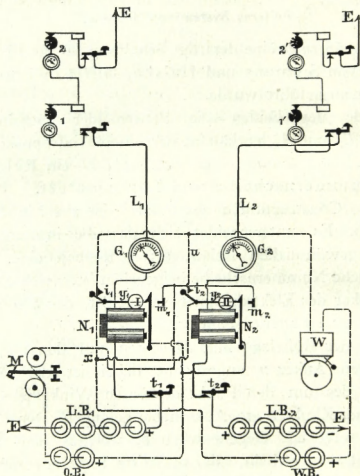 E E
2 2'
1 1'
L₁ L₂
G₁ u G₂
i₁ i₂
y₁ I y₂ II
m₁ m₂
N₁ N₂
W
x
M
t₁ t₂
L.B.₁ L.B.₂
E - + + - E
- + - +
O.B. W.B.